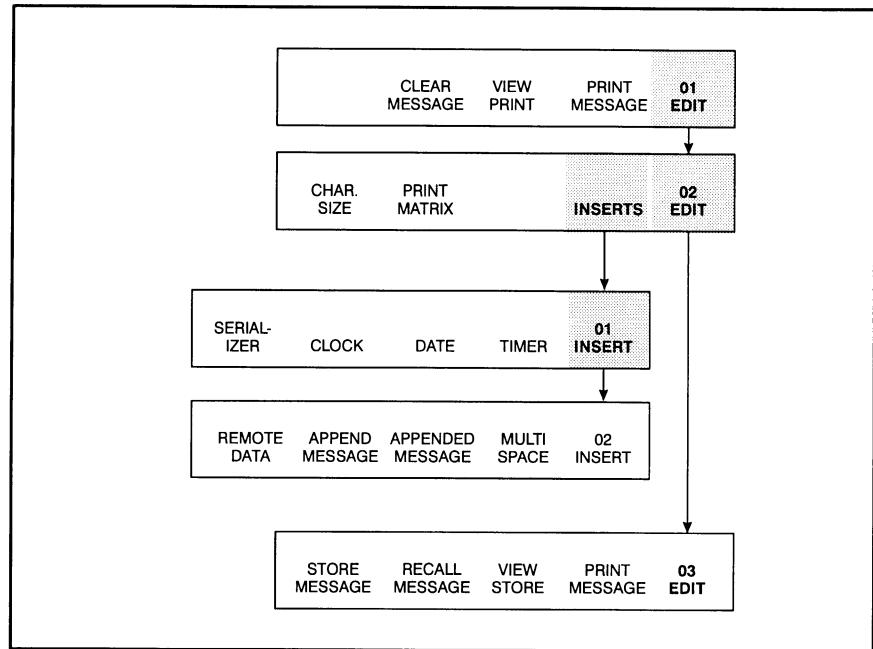 CLEAR VIEW PRINT 01
MESSAGE PRINT MESSAGE EDIT
CHAR. PRINT 02
SIZE MATRIX INSERTS EDIT
SERIAL- 01
IZER CLOCK DATE TIMER INSERT
REMOTE APPEND APPENDED MULTI 02
DATA MESSAGE MESSAGE SPACE INSERT
STORE RECALL VIEW PRINT 03
MESSAGE MESSAGE STORE MESSAGE EDIT